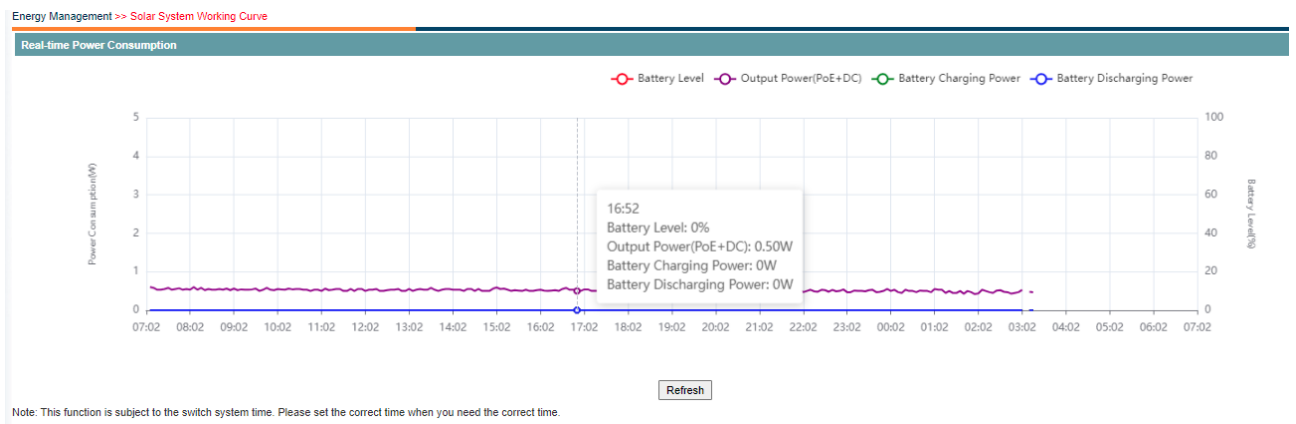 Energy Management >> Solar System Working Curve
Real-time Power Consumption
Battery Level Output Power(PoE+DC) Battery Charging Power Battery Discharging Power
5 100
4 80
3 60
2 40
1 20
0 0
Power Consumption(W)
Battery Level(%)
16:52
Battery Level: 0%
Output Power(PoE+DC): 0.50W
Battery Charging Power: 0W
Battery Discharging Power: 0W
07:02 08:02 09:02 10:02 11:02 12:02 13:02 14:02 15:02 16:02 17:02 18:02 19:02 20:02 21:02 22:02 23:02 00:02 01:02 02:02 03:02 04:02 05:02 06:02 07:02
Refresh
Note: This function is subject to the switch system time. Please set the correct time when you need the correct time.